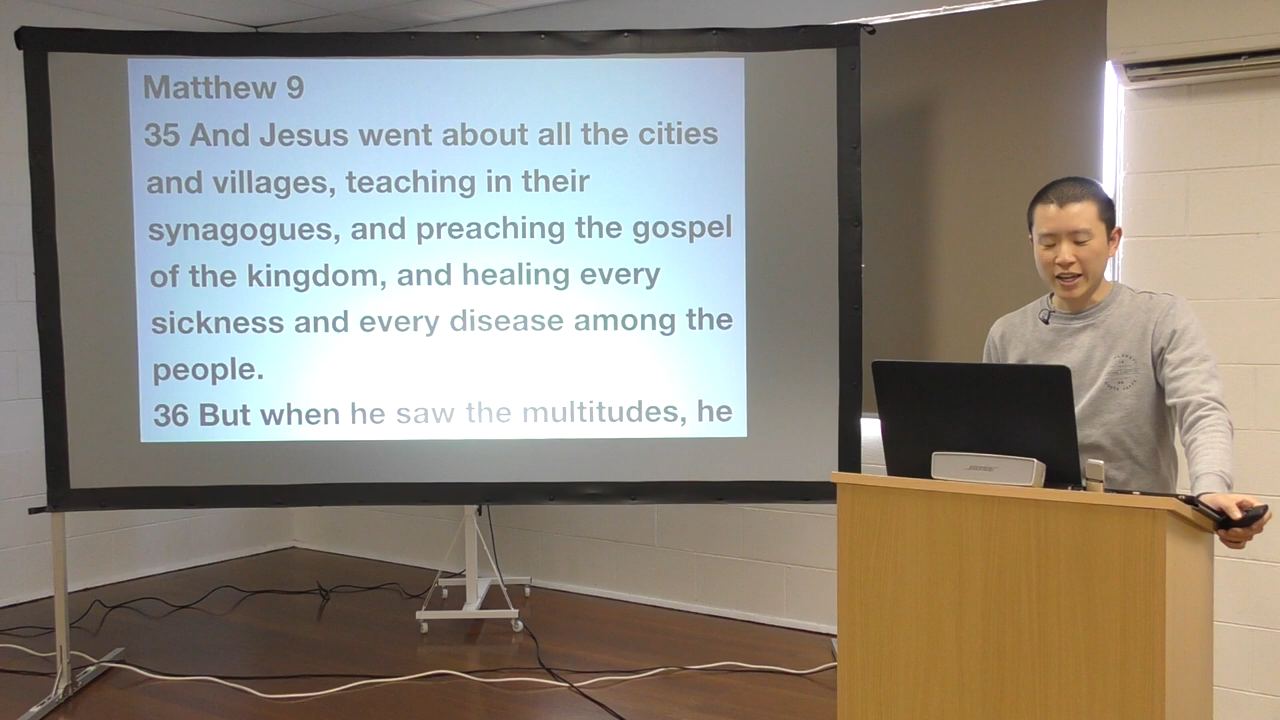 Matthew 9
35 And Jesus went about all the cities
and villages, teaching in their
synagogues, and preaching the gospel
of the kingdom, and healing every
sickness and every disease among the
people.
36 But when he saw the multitudes, he
BOSE